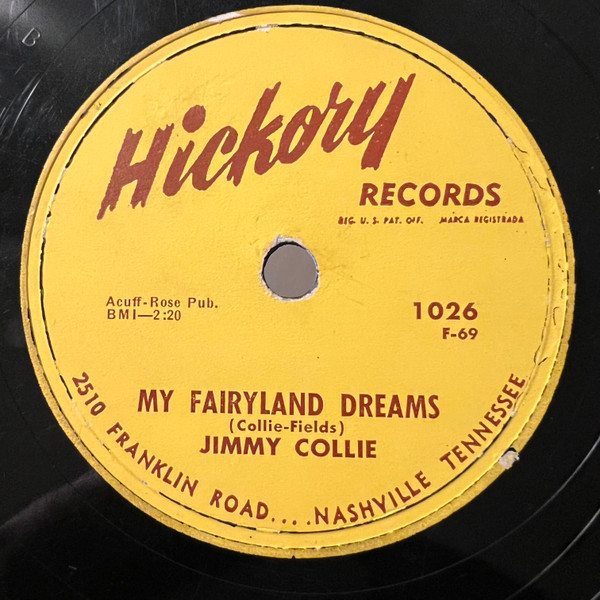 B
Hickory
RECORDS
REG. U. S. PAT. OFF. MARCA REGISTRADA
Acuff-Rose Pub.
BMI—2:20
1026
F-69
MY FAIRYLAND DREAMS
(Collie-Fields)
JIMMY COLLIE
2510 FRANKLIN ROAD....NASHVILLE TENNESSEE